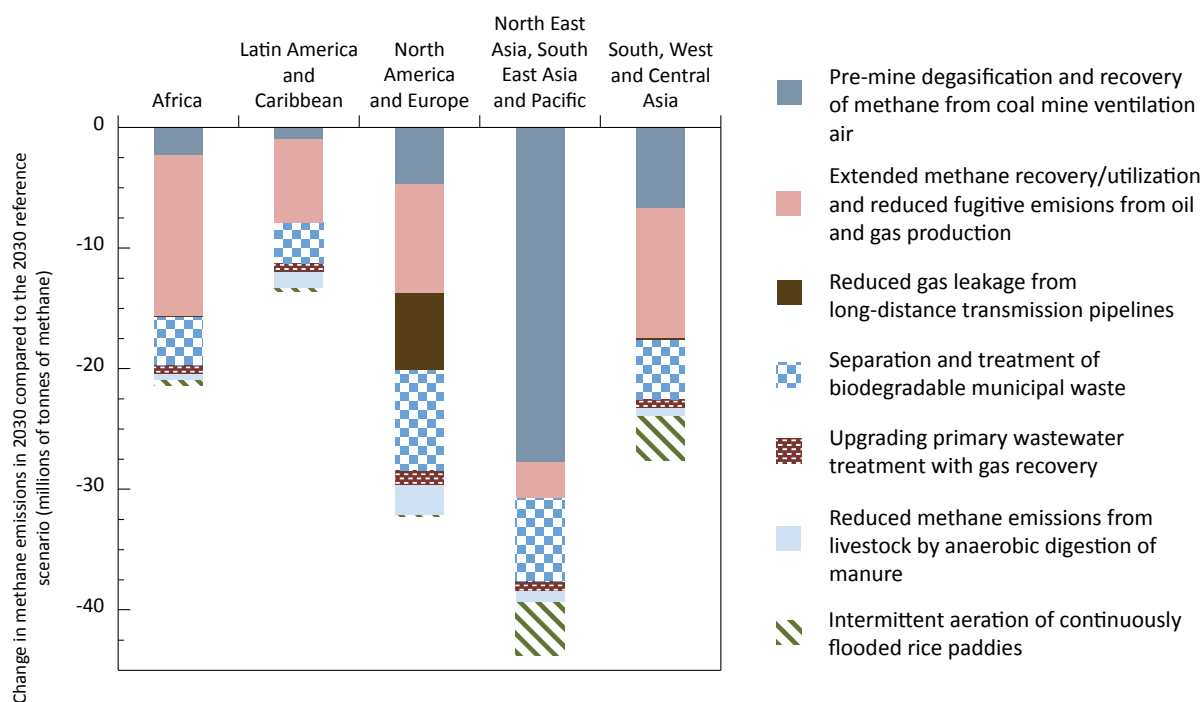 Africa
Latin America
and
Caribbean
North
America
and Europe
North East
Asia, South
East Asia
and Pacific
South, West
and Central
Asia
0
-10
-20
-30
-40
Change in methane emissions in 2030 compared to the 2030 reference
scenario (millions of tonnes of methane)
Pre-mine degasification and recovery
of methane from coal mine ventilation
air
Extended methane recovery/utilization
and reduced fugitive emisions from oil
and gas production
Reduced gas leakage from
long-distance transmission pipelines
Separation and treatment of
biodegradable municipal waste
Upgrading primary wastewater
treatment with gas recovery
Reduced methane emissions from
livestock by anaerobic digestion of
manure
Intermittent aeration of continuously
flooded rice paddies